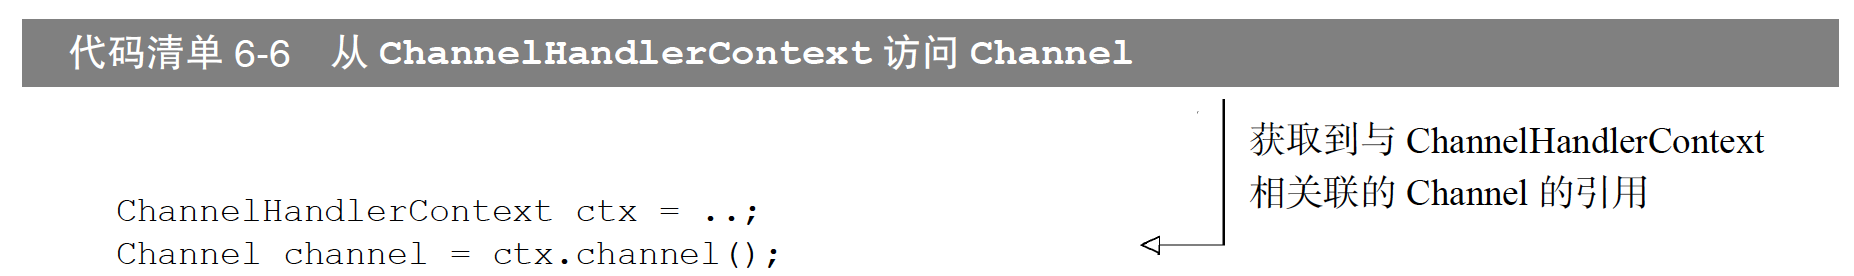 代码清单 6-6 从 ChannelHandlerContext 访问 Channel
获取到与 ChannelHandlerContext
相关联的 Channel 的引用
ChannelHandlerContext ctx = ..;
Channel channel = ctx.channel();